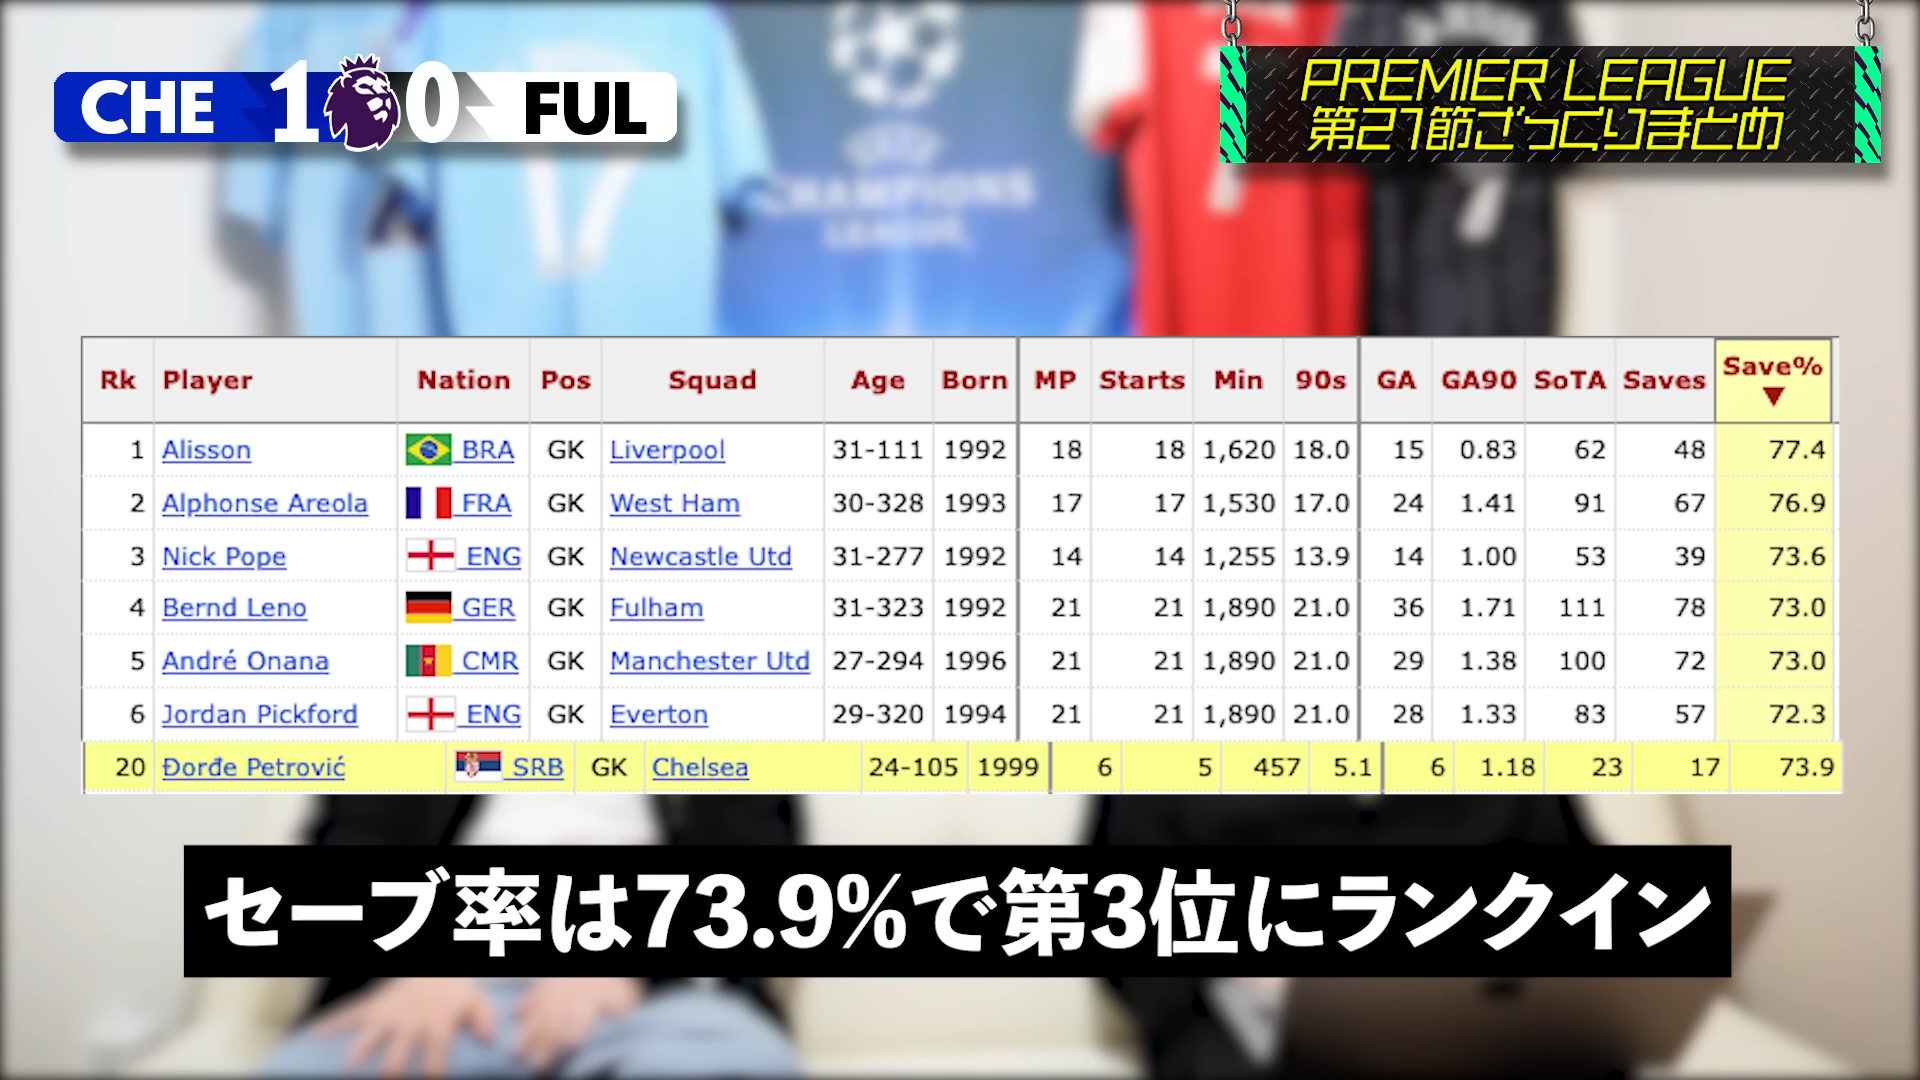 CHE 1 0 FUL
PREMIER LEAGUE
第21節ざっくりまとめ
17
UEFA
CHAMPIONS
LEAGUE
7
7
Rk Player Nation Pos Squad Age Born MP Starts Min 90s GA GA90 SoTA Saves Save% ▼
1 Alisson BRA GK Liverpool 31-111 1992 18 18 1,620 18.0 15 0.83 62 48 77.4
2 Alphonse Areola FRA GK West Ham 30-328 1993 17 17 1,530 17.0 24 1.41 91 67 76.9
3 Nick Pope ENG GK Newcastle Utd 31-277 1992 14 14 1,255 13.9 14 1.00 53 39 73.6
4 Bernd Leno GER GK Fulham 31-323 1992 21 21 1,890 21.0 36 1.71 111 78 73.0
5 André Onana CMR GK Manchester Utd 27-294 1996 21 21 1,890 21.0 29 1.38 100 72 73.0
6 Jordan Pickford ENG GK Everton 29-320 1994 21 21 1,890 21.0 28 1.33 83 57 72.3
20 Đorđe Petrović SRB GK Chelsea 24-105 1999 6 5 457 5.1 6 1.18 23 17 73.9
セーブ率は73.9%で第3位にランクイン